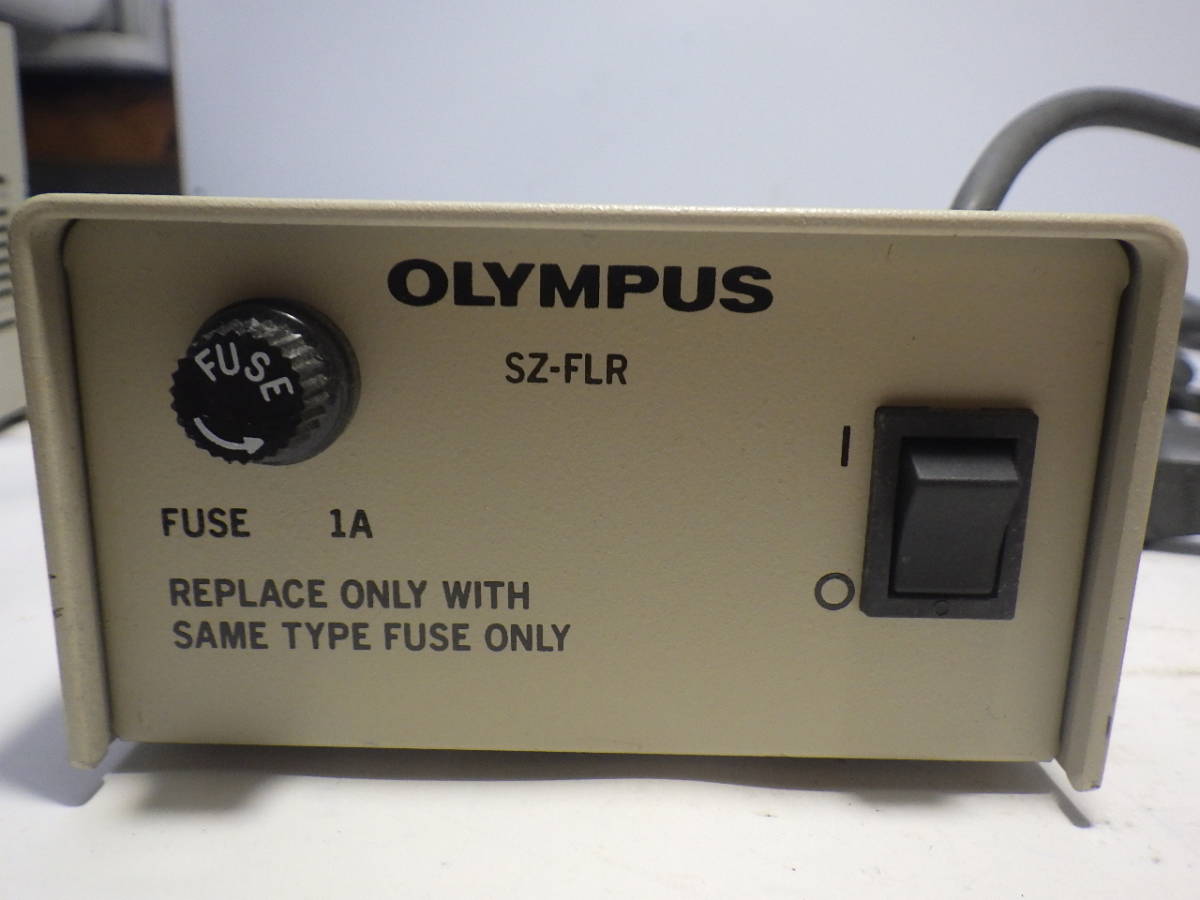 OLYMPUS
SZ-FLR
FUSE
I
FUSE 1A
O
REPLACE ONLY WITH
SAME TYPE FUSE ONLY